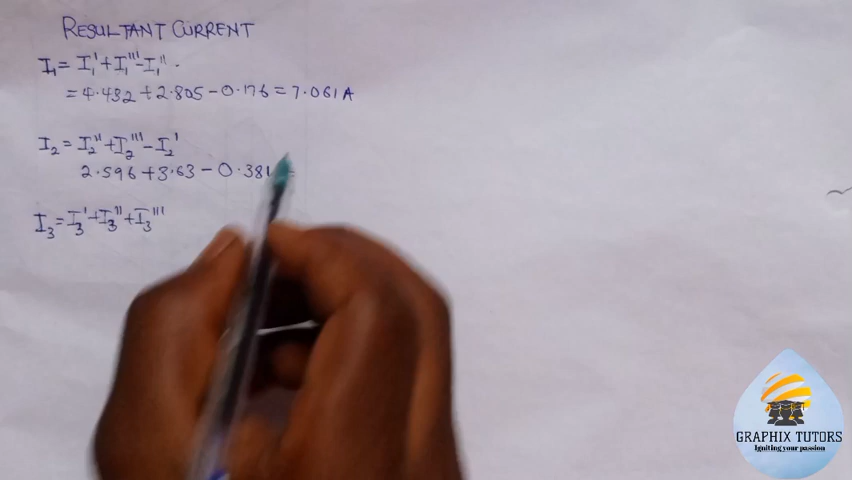 RESULTANT CURRENT
I₁ = I₁' + I₁''' - I₁''.
= 4.432 + 2.805 - 0.176 = 7.061A
I₂ = I₂'' + I₂''' - I₂'
2.596 + 3.63 - 0.381 =
I₃ = I₃' + I₃'' + I₃'''
GRAPHIX TUTORS
Igniting your passion